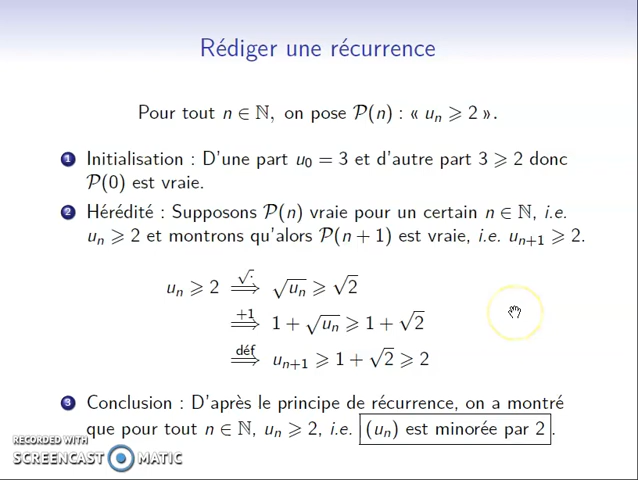 Rédiger une récurrence
Pour tout n ∈ ℕ, on pose 𝒫(n) : « uₙ ⩾ 2 ».
1 Initialisation : D'une part u₀ = 3 et d'autre part 3 ⩾ 2 donc
𝒫(0) est vraie.
2 Hérédité : Supposons 𝒫(n) vraie pour un certain n ∈ ℕ, i.e.
uₙ ⩾ 2 et montrons qu'alors 𝒫(n + 1) est vraie, i.e. uₙ₊₁ ⩾ 2.
uₙ ⩾ 2 √· ⟹ √uₙ ⩾ √2
+1 ⟹ 1 + √uₙ ⩾ 1 + √2
déf ⟹ uₙ₊₁ ⩾ 1 + √2 ⩾ 2
3 Conclusion : D'après le principe de récurrence, on a montré
que pour tout n ∈ ℕ, uₙ ⩾ 2, i.e. (uₙ) est minorée par 2.
RECORDED WITH
SCREENCAST MATIC